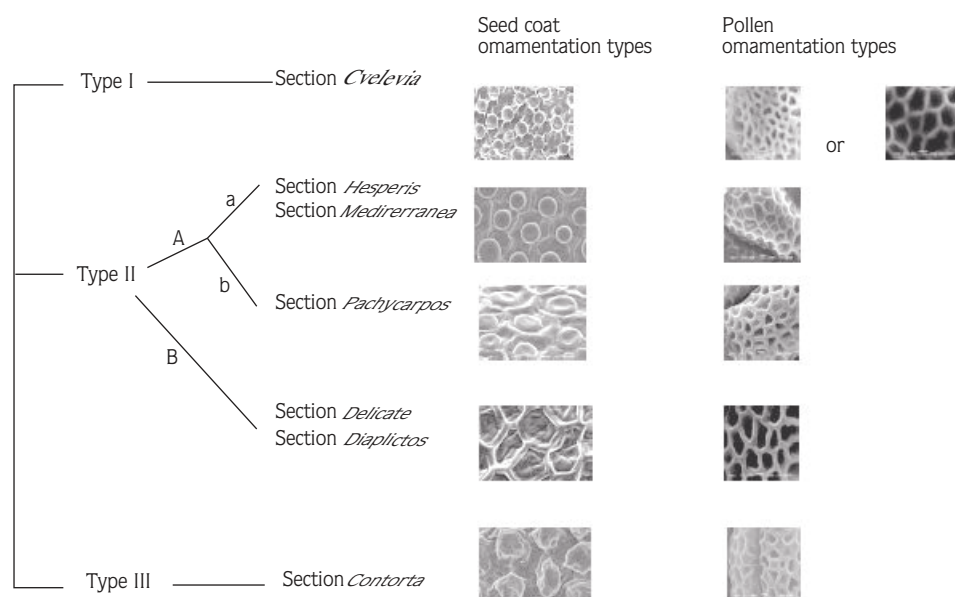 Seed coat
omamentation types
Pollen
omamentation types
Type I
Section Cvelevia
or
Section Hesperis
a
Section Medirerranea
A
Type II
b
Section Pachycarpos
B
Section Delicate
Section Diaplictos
Type III
Section Contorta